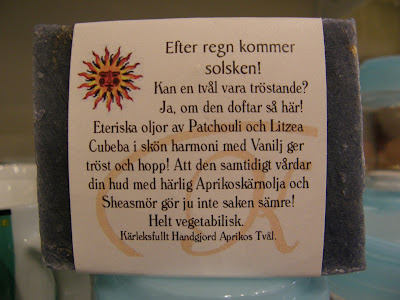 Efter regn kommer
solsken!
Kan en tvål vara tröstande?
Ja, om den doftar så här!
Eteriska oljor av Patchouli och Litzea
Cubeba i skön harmoni med Vanilj ger
tröst och hopp! Att den samtidigt vårdar
din hud med härlig Aprikoskärnolja och
Sheasmör gör ju inte saken sämre!
Helt vegetabilisk.
Kärleksfullt Handgjord Aprikos Tvål.